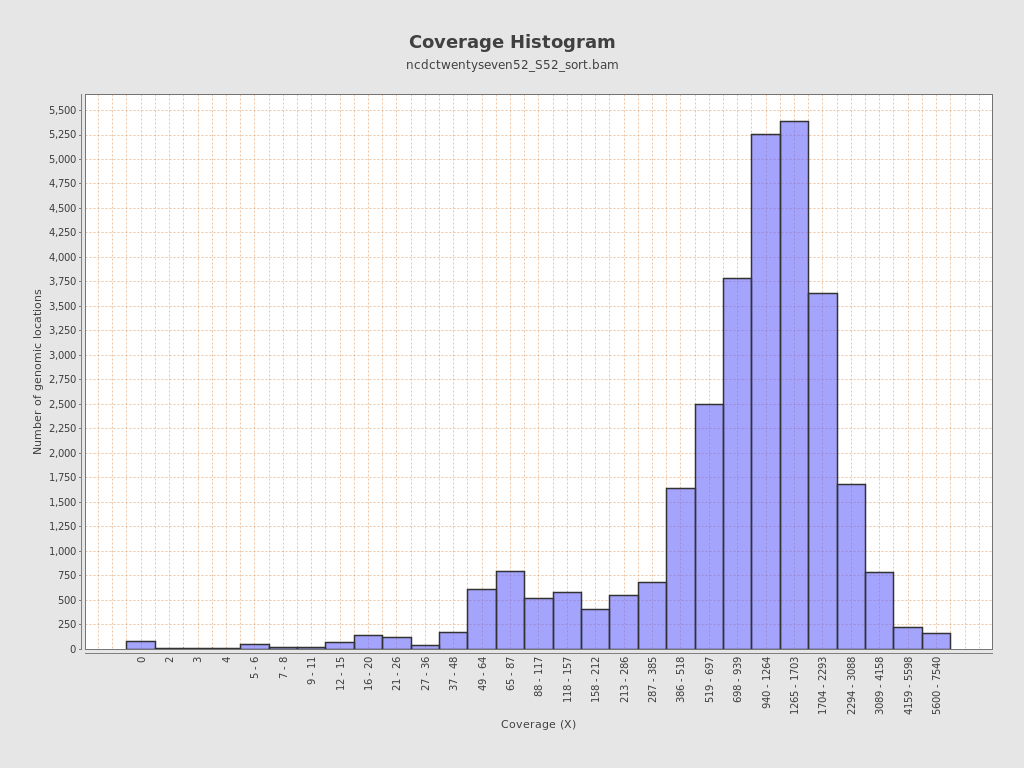 Coverage Histogram
ncdctwentyseven52_S52_sort.bam
Number of genomic locations
5,500
5,250
5,000
4,750
4,500
4,250
4,000
3,750
3,500
3,250
3,000
2,750
2,500
2,250
2,000
1,750
1,500
1,250
1,000
750
500
250
0
0
2
3
4
5 - 6
7 - 8
9 - 11
12 - 15
16 - 20
21 - 26
27 - 36
37 - 48
49 - 64
65 - 87
88 - 117
118 - 157
158 - 212
213 - 286
287 - 385
386 - 518
519 - 697
698 - 939
940 - 1264
1265 - 1703
1704 - 2293
2294 - 3088
3089 - 4158
4159 - 5598
5600 - 7540
Coverage (X)